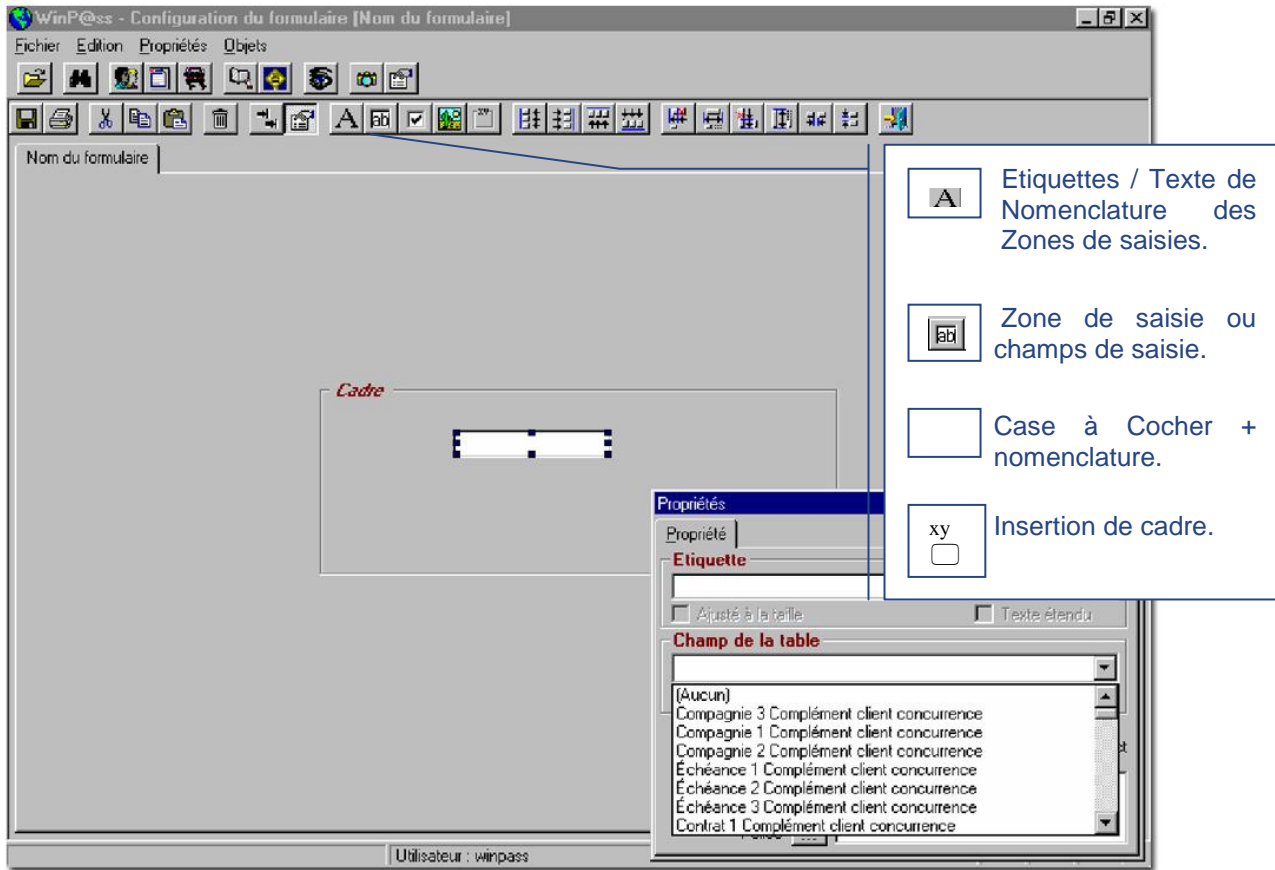 WinP@ss - Configuration du formulaire [Nom du formulaire]
Fichier Edition Propriétés Objets
A ab xy
Nom du formulaire
A Etiquettes / Texte de
Nomenclature des
Zones de saisies.
ab Zone de saisie ou
champs de saisie.
Case à Cocher +
nomenclature.
xy Insertion de cadre.
Cadre
Propriétés
Propriété
Etiquette
Ajusté à la taille Texte étendu
Champ de la table
(Aucun)
Compagnie 3 Complément client concurrence
Compagnie 1 Complément client concurrence
Compagnie 2 Complément client concurrence
Échéance 1 Complément client concurrence
Échéance 2 Complément client concurrence
Échéance 3 Complément client concurrence
Contrat 1 Complément client concurrence
...
Utilisateur : winpass